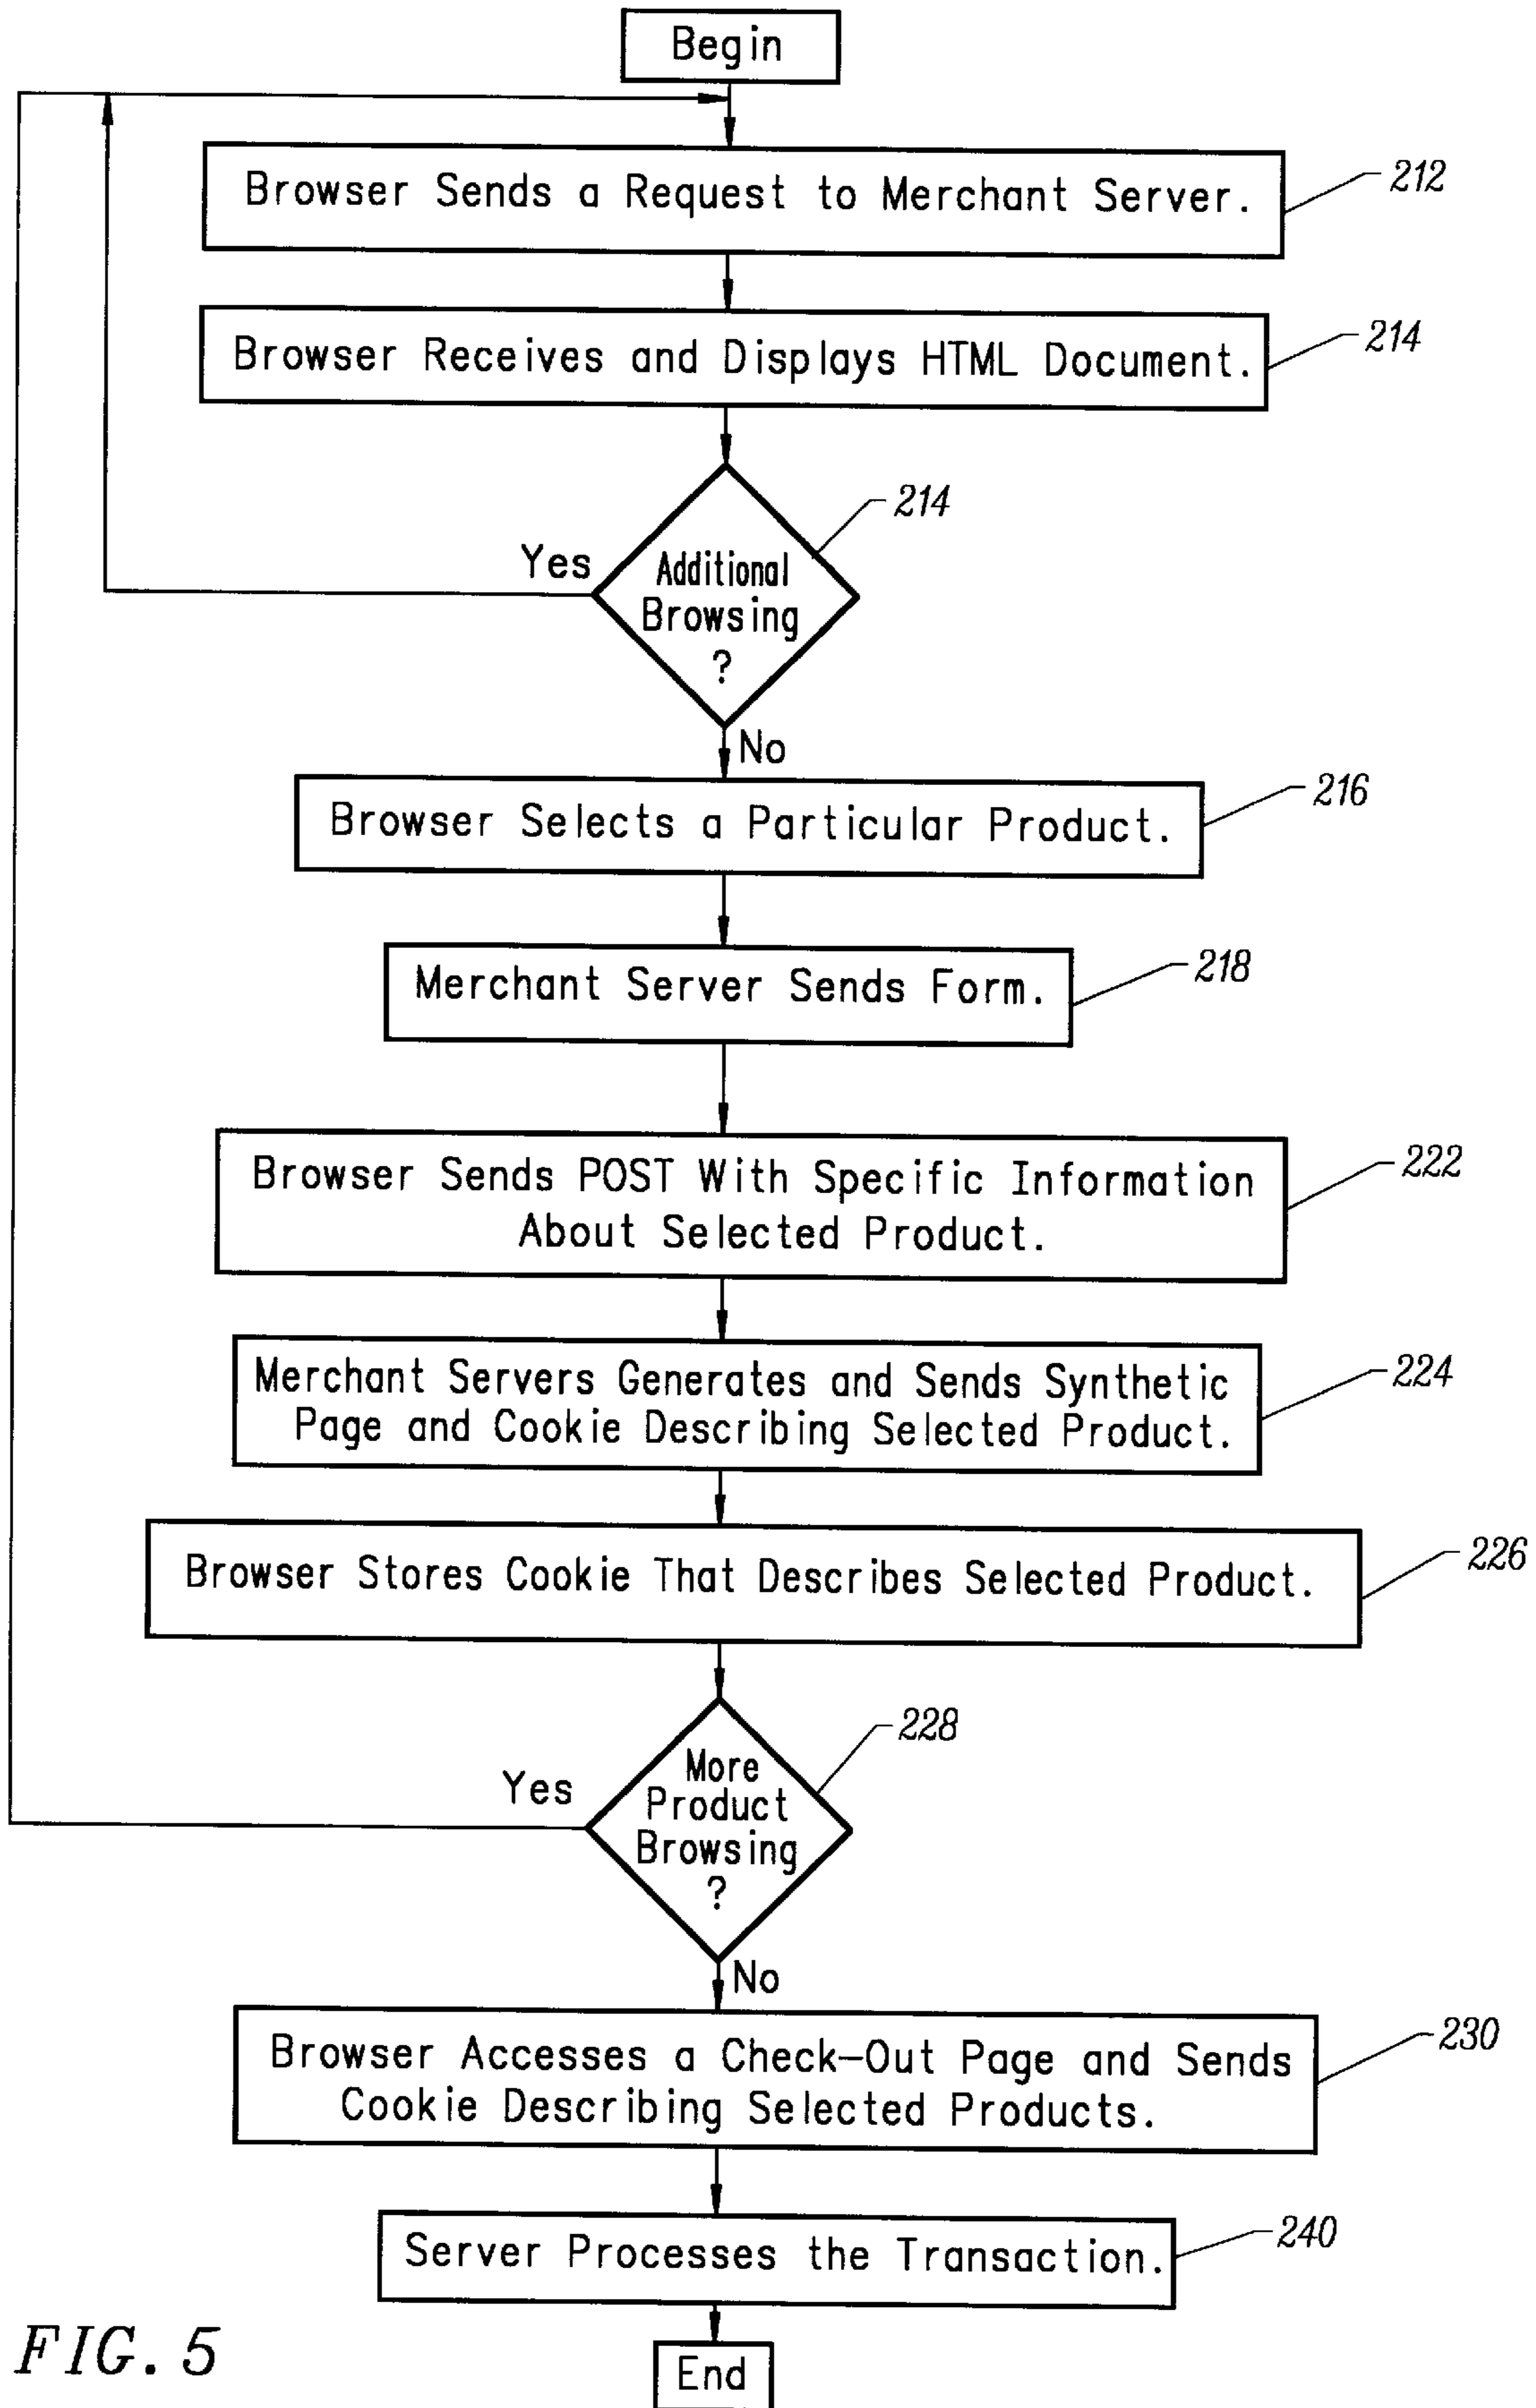 Begin
Browser Sends a Request to Merchant Server.
212
Browser Receives and Displays HTML Document.
214
214
Yes
Additional
Browsing
?
No
Browser Selects a Particular Product.
216
Merchant Server Sends Form.
218
Browser Sends POST With Specific Information
About Selected Product.
222
Merchant Servers Generates and Sends Synthetic
Page and Cookie Describing Selected Product.
224
Browser Stores Cookie That Describes Selected Product.
226
228
Yes
More
Product
Browsing
?
No
Browser Accesses a Check-Out Page and Sends
Cookie Describing Selected Products.
230
Server Processes the Transaction.
240
End
FIG. 5